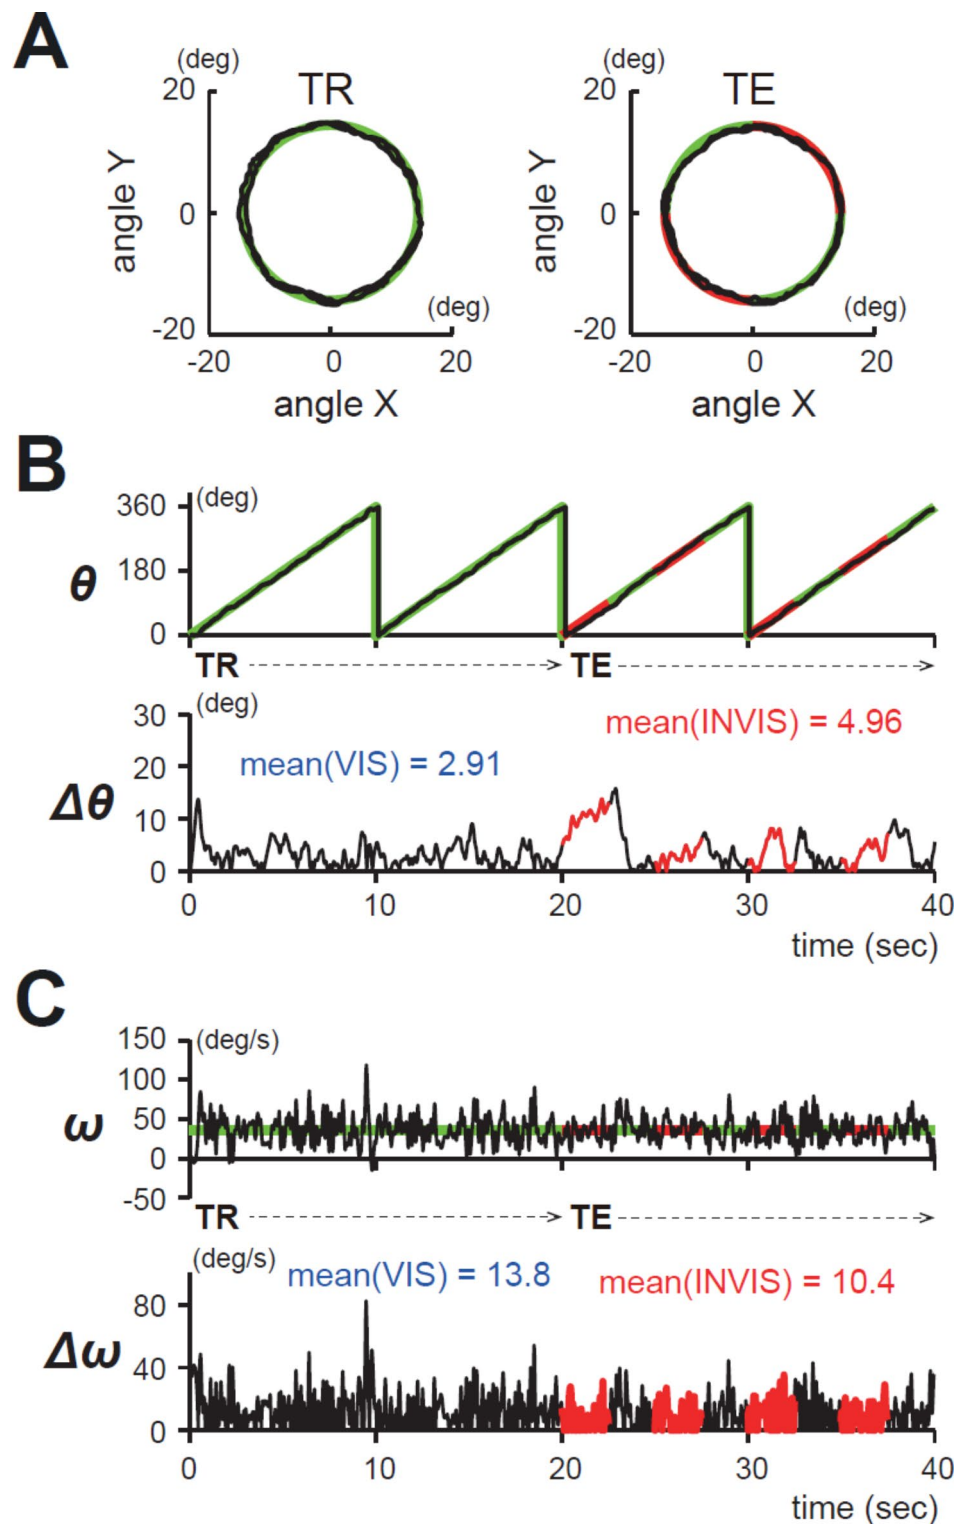 A
(deg) (deg)
20 TR 20 TE
angle Y angle Y
0 0
(deg) (deg)
-20 -20
-20 0 20 -20 0 20
angle X angle X
B
(deg)
360
θ 180
0
TR TE
(deg)
30
mean(INVIS) = 4.96
20 mean(VIS) = 2.91
Δθ 10
0
0 10 20 30 40
time (sec)
C
150 (deg/s)
100
ω 50
0
-50
TR TE
(deg/s)
mean(VIS) = 13.8 mean(INVIS) = 10.4
80
Δω 40
0
0 10 20 30 40
time (sec)